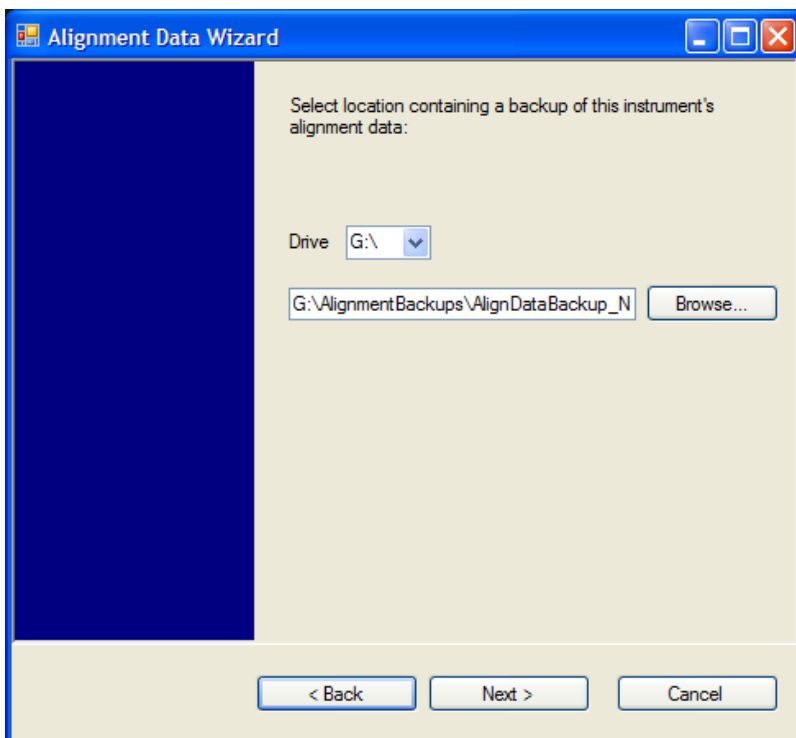 Alignment Data Wizard
Select location containing a backup of this instrument's
alignment data:
Drive G:\
G:\AlignmentBackups\AlignDataBackup_N Browse...
< Back Next > Cancel